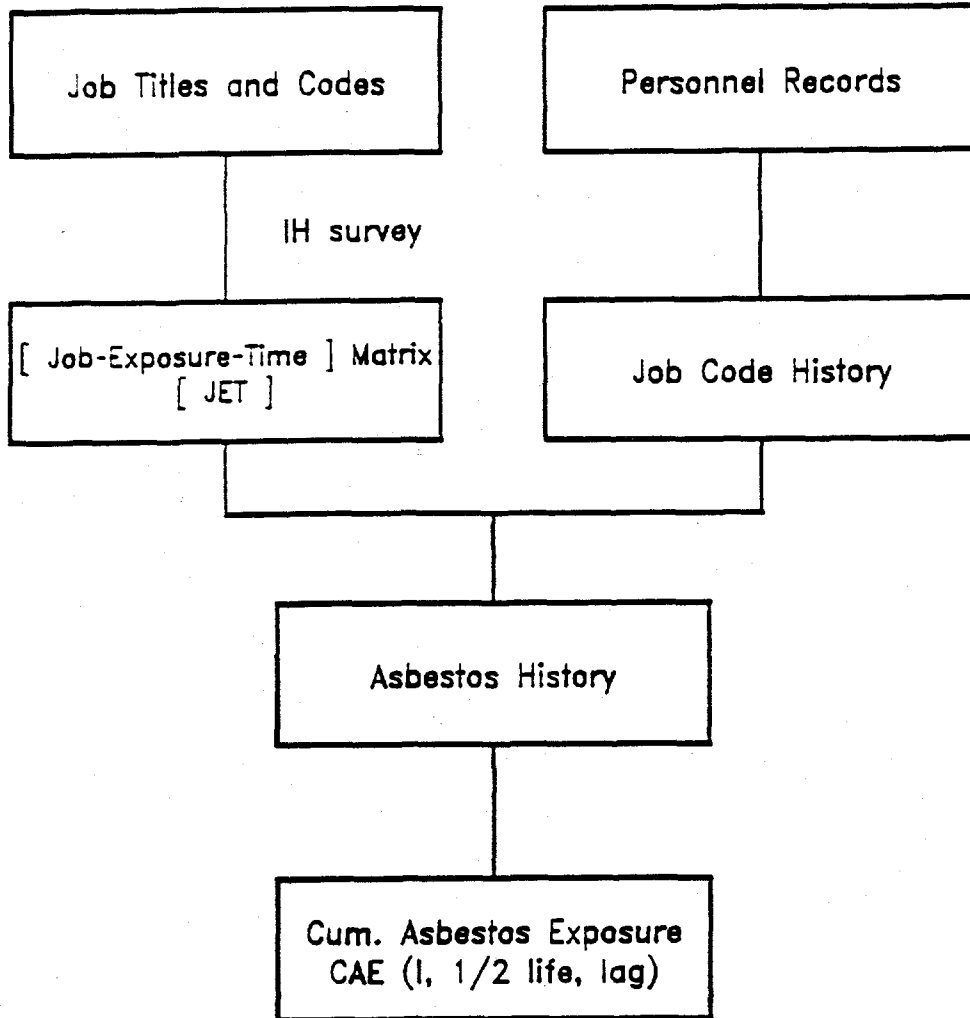 Job Titles and Codes
Personnel Records
IH survey
[ Job-Exposure-Time ] Matrix
[ JET ]
Job Code History
Asbestos History
Cum. Asbestos Exposure
CAE (I, 1/2 life, lag)